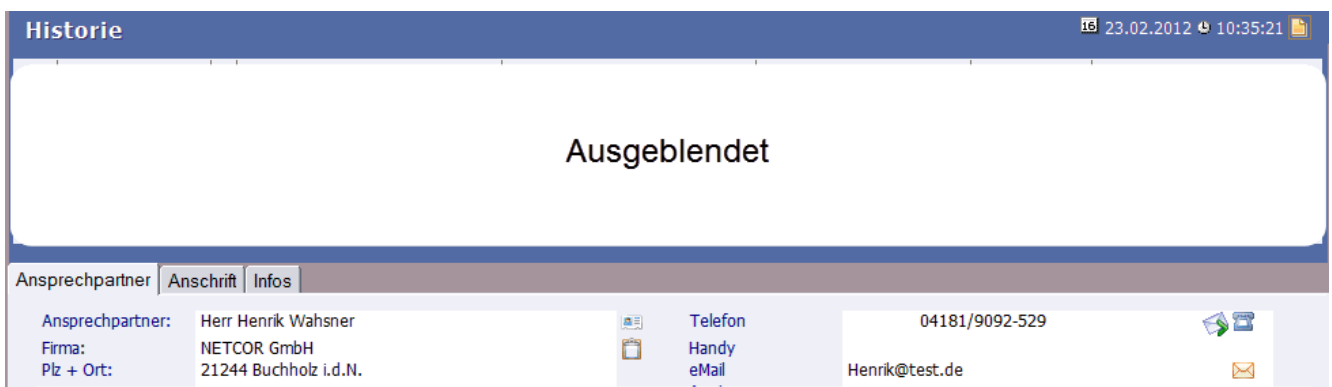 Historie 16 23.02.2012 10:35:21
Ausgeblendet
Ansprechpartner Anschrift Infos
Ansprechpartner: Herr Henrik Wahsner Telefon 04181/9092-529
Firma: NETCOR GmbH Handy
Plz + Ort: 21244 Buchholz i.d.N. eMail Henrik@test.de